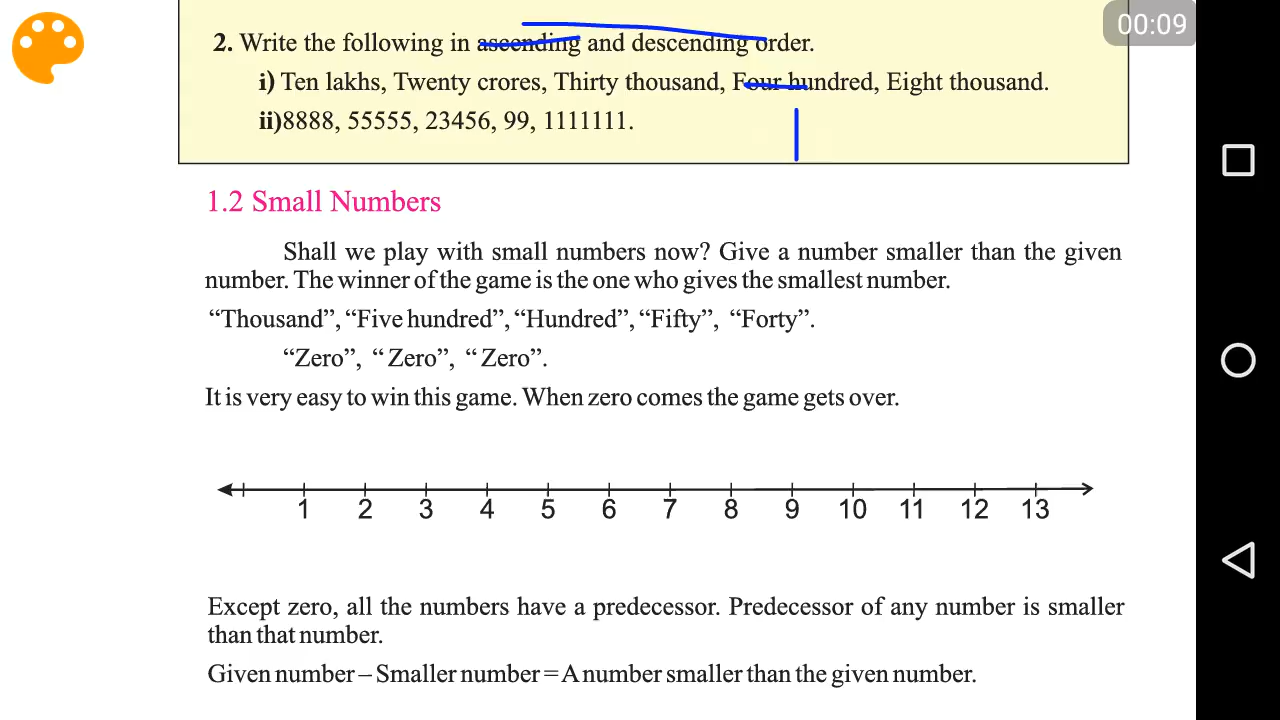 00:09
2. Write the following in ascending and descending order.
i) Ten lakhs, Twenty crores, Thirty thousand, Four hundred, Eight thousand.
ii)8888, 55555, 23456, 99, 1111111.
1.2 Small Numbers
Shall we play with small numbers now? Give a number smaller than the given
number. The winner of the game is the one who gives the smallest number.
“Thousand”, “Five hundred”, “Hundred”, “Fifty”, “Forty”.
“Zero”, “Zero”, “Zero”.
It is very easy to win this game. When zero comes the game gets over.
1 2 3 4 5 6 7 8 9 10 11 12 13
Except zero, all the numbers have a predecessor. Predecessor of any number is smaller
than that number.
Given number – Smaller number = A number smaller than the given number.